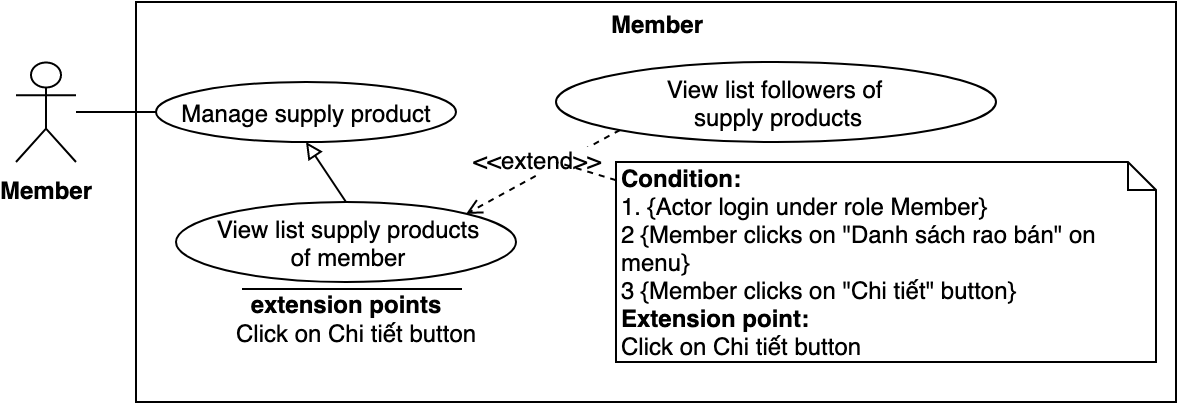 Member
Manage supply product
View list followers of
supply products
<<extend>>
Member
View list supply products
of member
extension points
Click on Chi tiết button
Condition:
1. {Actor login under role Member}
2 {Member clicks on "Danh sách rao bán" on
menu}
3 {Member clicks on "Chi tiết" button}
Extension point:
Click on Chi tiết button